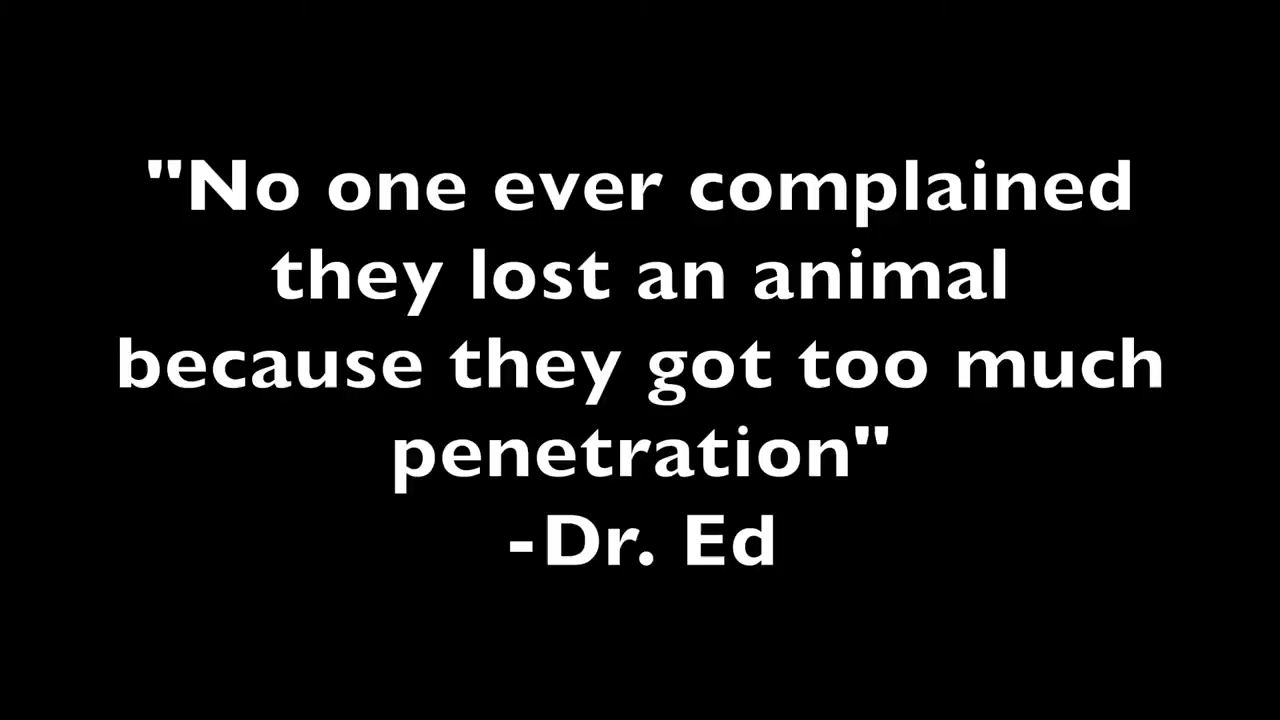 "No one ever complained
they lost an animal
because they got too much
penetration"
-Dr. Ed